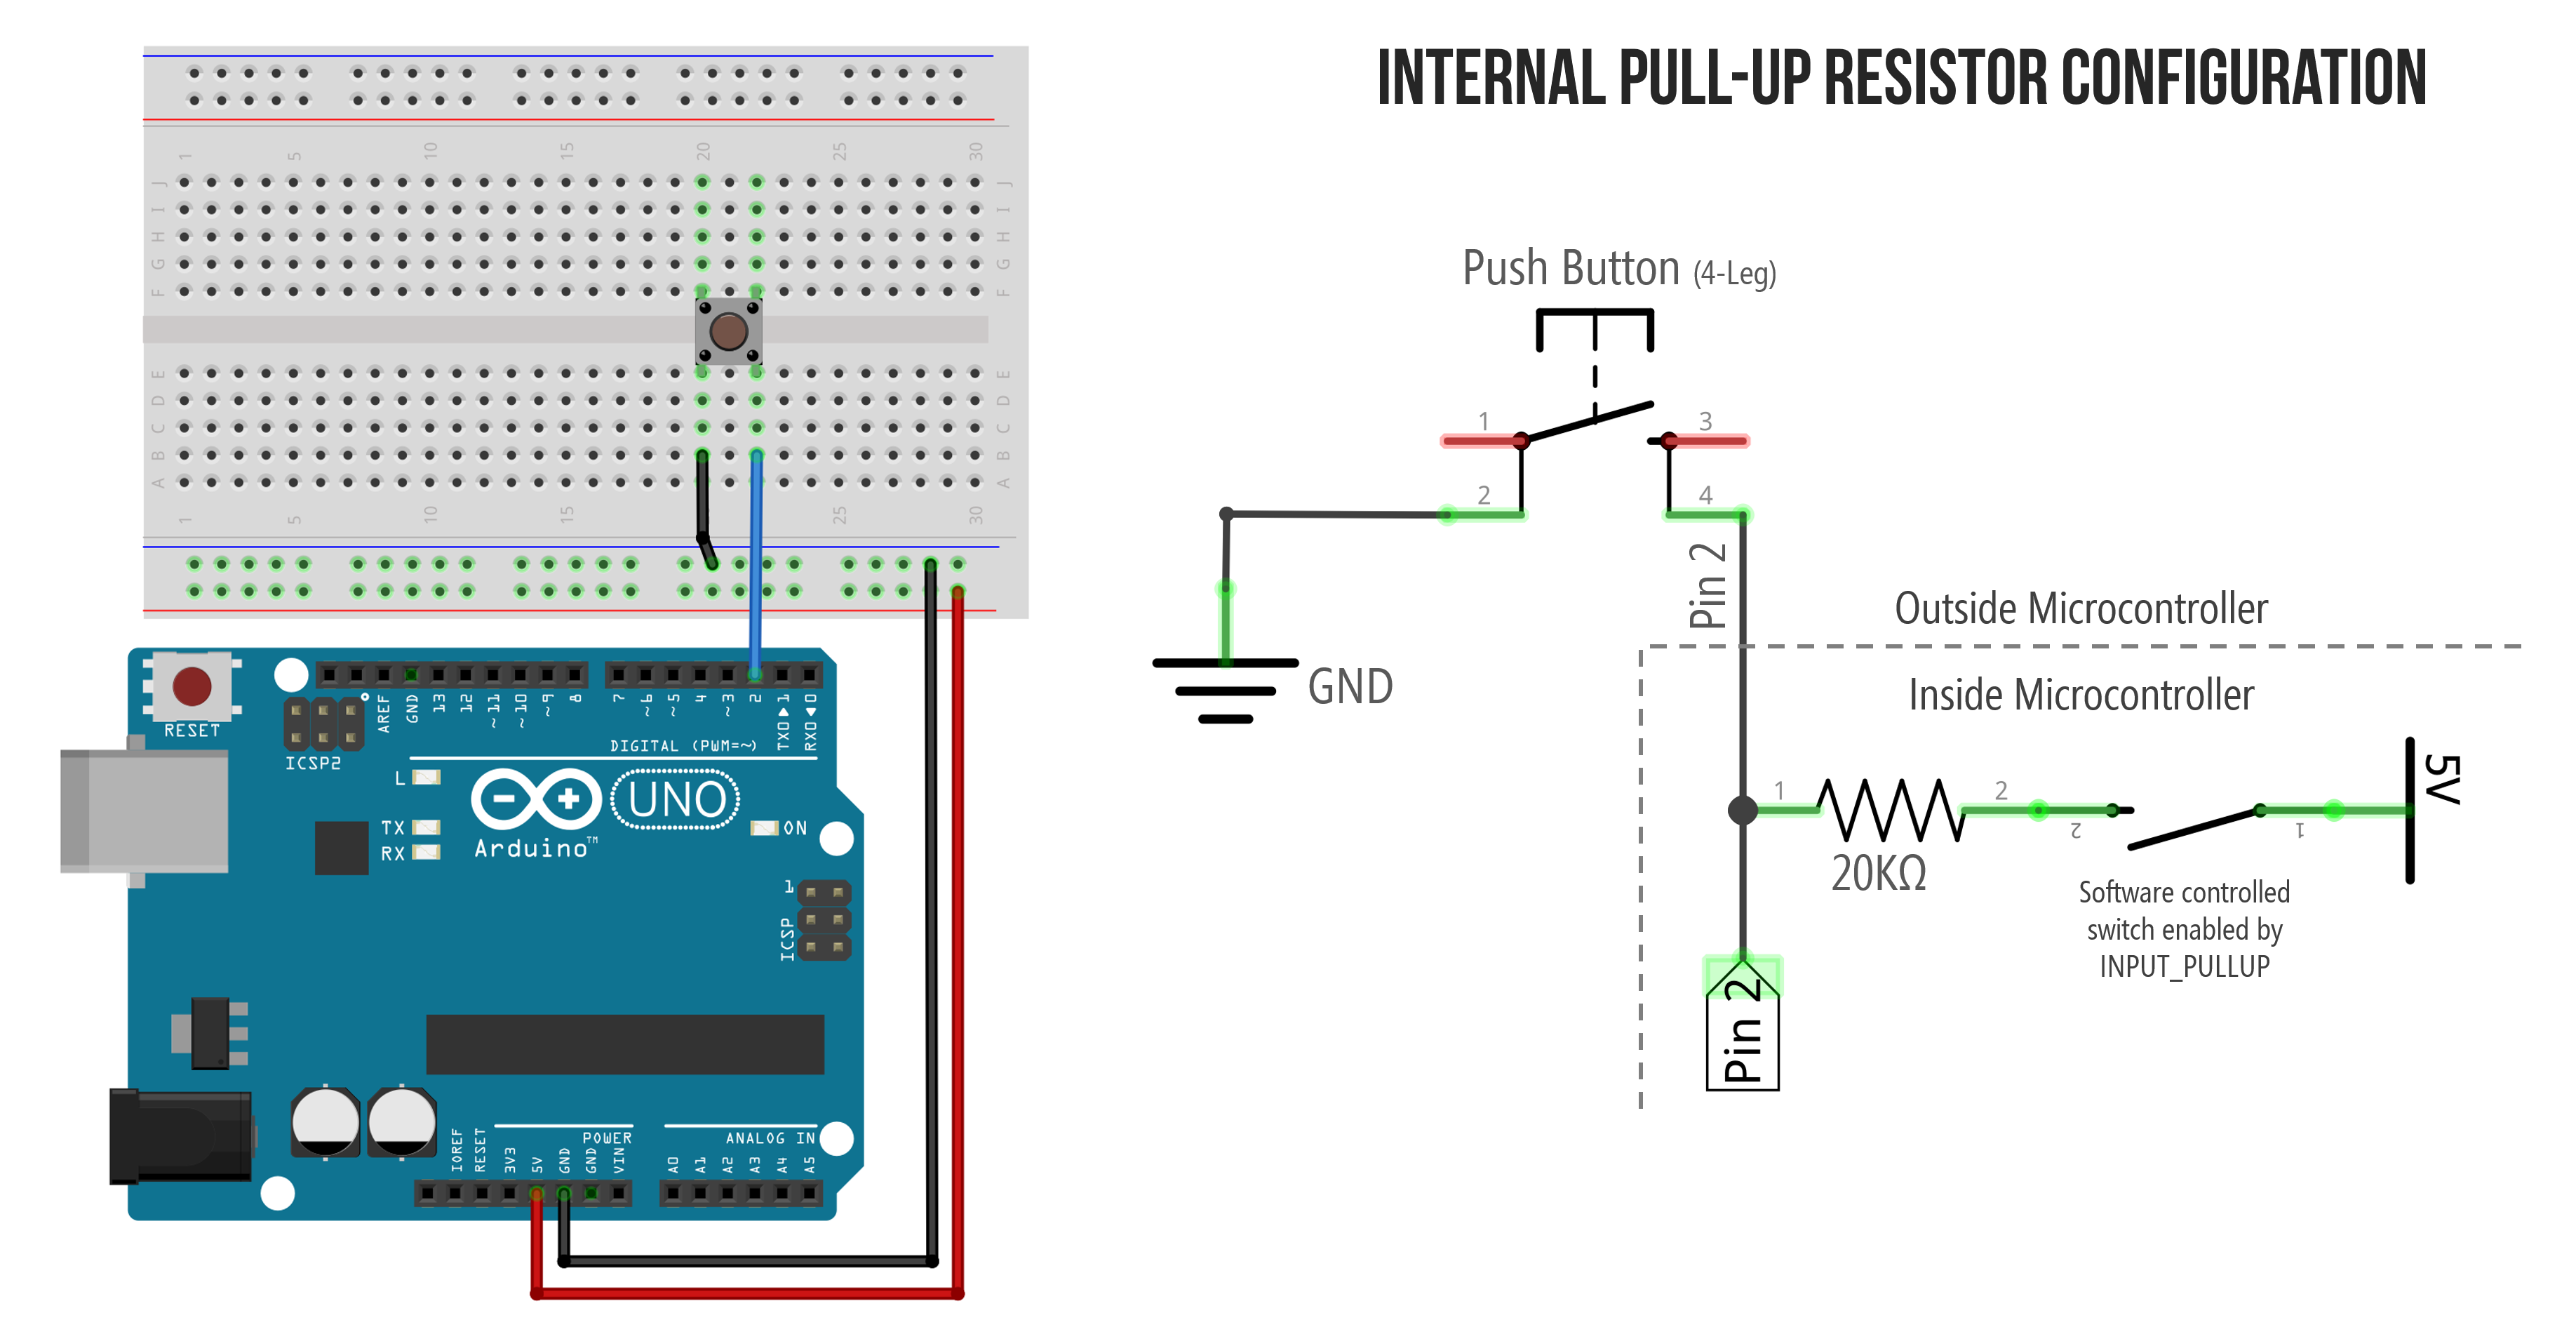 INTERNAL PULL-UP RESISTOR CONFIGURATION
1 5 10 15 20 25 30
J J
I I
H H
G G
F F
E E
D D
C C
B B
A A
1 5 10 15 25 30
RESET
ICSP2
AREF
GND
13
12
~11
~10
~9
8
7
~6
~5
4
~3
2
TX0▶1
RX0◀0
DIGITAL (PWM=~)
L
TX
RX
Arduino™
UNO
ON
1
ICSP
IOREF
RESET
3V3
5V
GND
GND
VIN
POWER
ANALOG IN
A0
A1
A2
A3
A4
A5
Push Button (4-Leg)
1 3
2 4
Pin 2
GND
Outside Microcontroller
Inside Microcontroller
1 2
2 1
20KΩ
5V
Software controlled
switch enabled by
INPUT_PULLUP
Pin 2